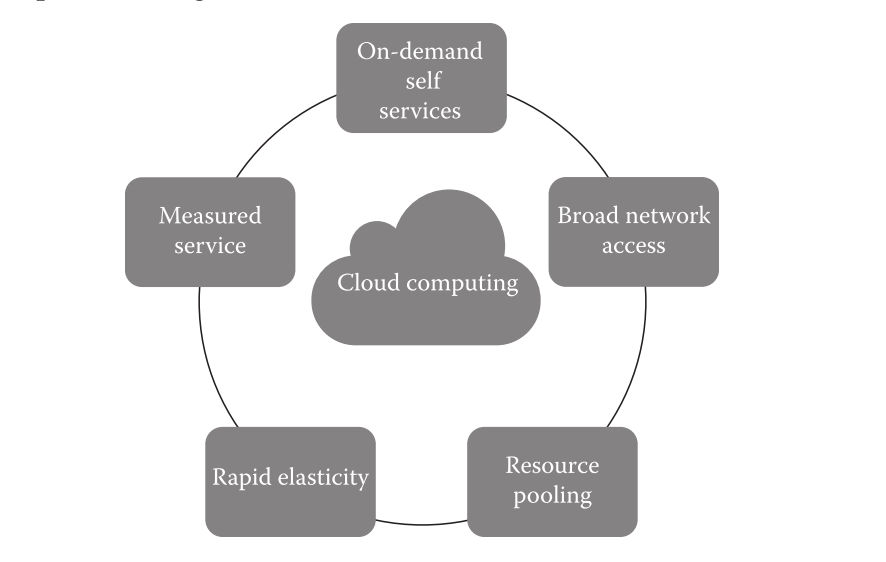 On-demand
self
services
Measured
service
Broad network
access
Cloud computing
Rapid elasticity
Resource
pooling